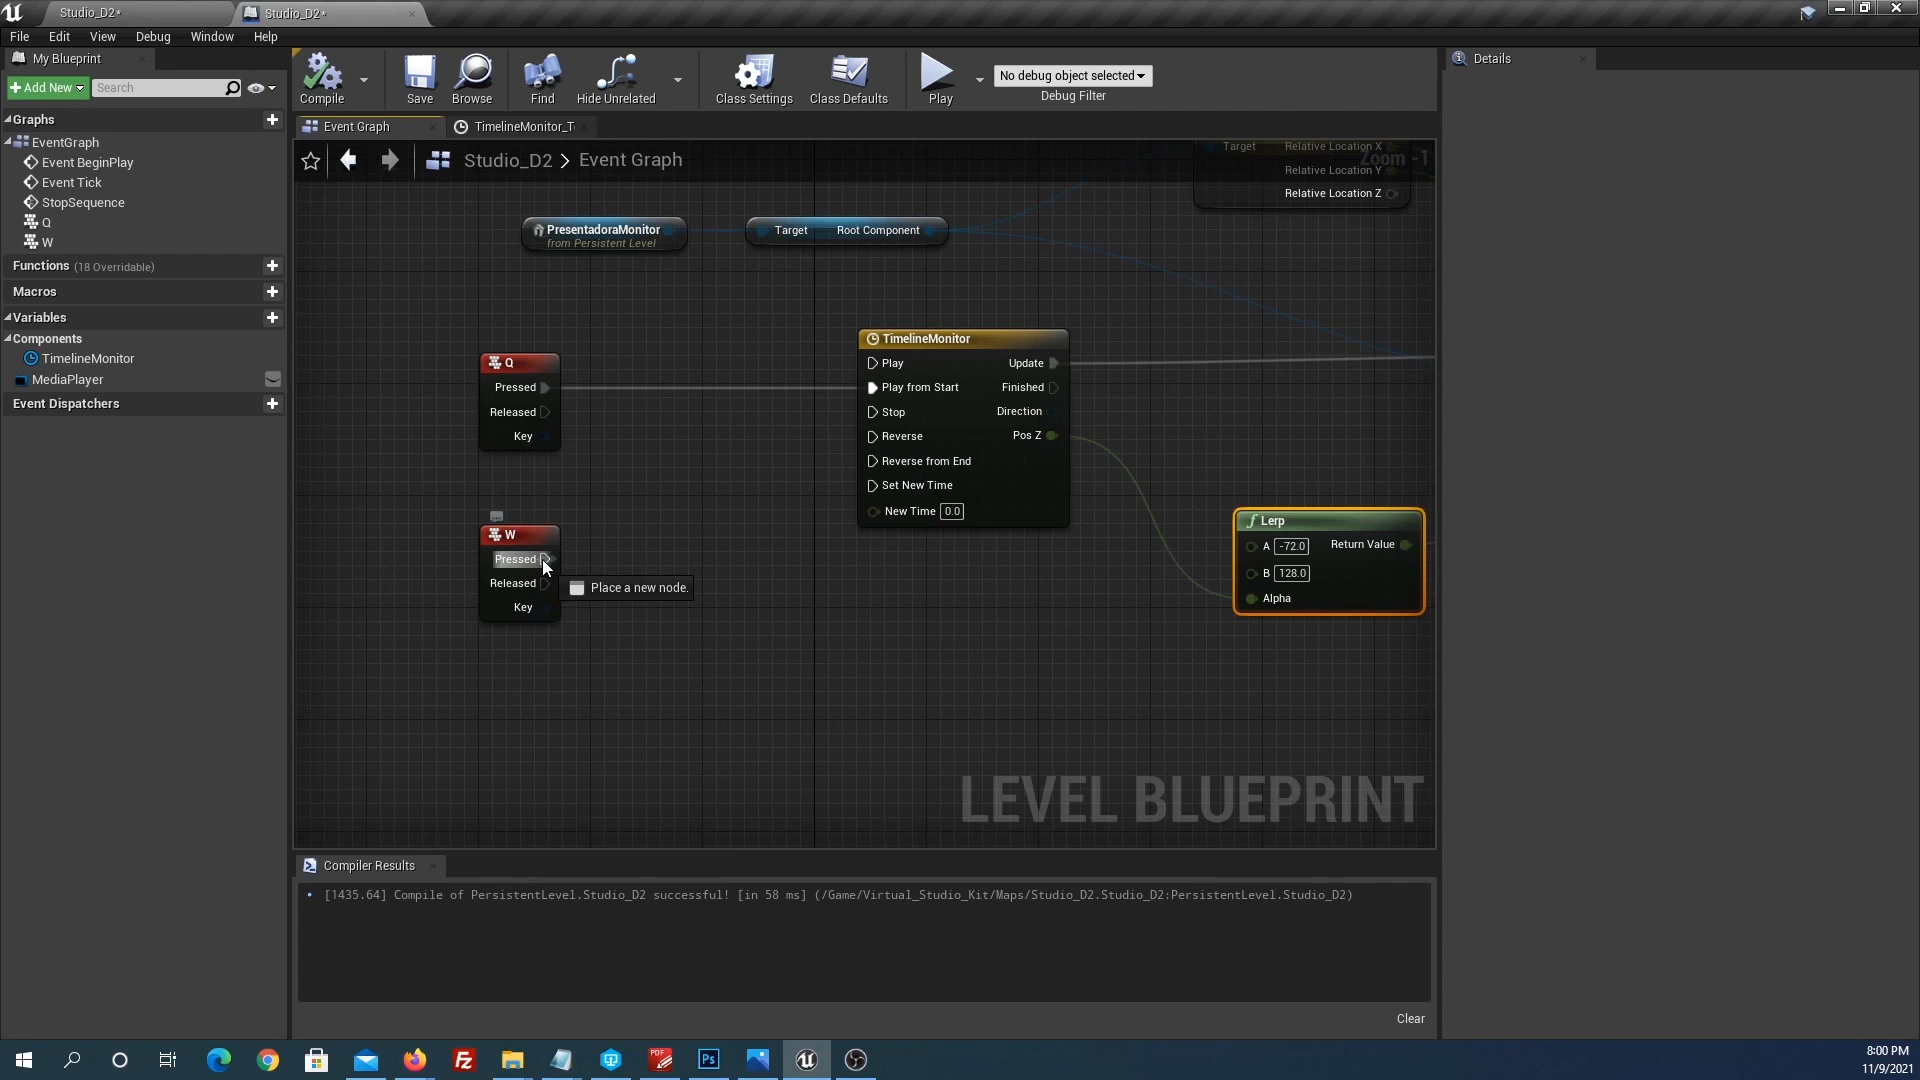 Studio_D2*
Studio_D2*
File Edit View Debug Window Help
My Blueprint
Add New
Search
Graphs
EventGraph
Event BeginPlay
Event Tick
StopSequence
Q
W
Functions (18 Overridable)
Macros
Variables
Components
TimelineMonitor
MediaPlayer
Event Dispatchers
Compile
Save
Browse
Find
Hide Unrelated
Class Settings
Class Defaults
Play
No debug object selected
Debug Filter
Details
Event Graph
TimelineMonitor_T
Studio_D2 > Event Graph
Zoom -1
Target Relative Location X
Relative Location Y
Relative Location Z
PresentadoraMonitor
from Persistent Level
Target Root Component
Q
Pressed
Released
Key
TimelineMonitor
Play Update
Play from Start Finished
Stop Direction
Reverse Pos Z
Reverse from End
Set New Time
New Time 0.0
W
Pressed
Released
Key
Place a new node.
Lerp
A -72.0 Return Value
B 128.0
Alpha
LEVEL BLUEPRINT
Compiler Results
[1435.64] Compile of PersistentLevel.Studio_D2 successful! [in 58 ms] (/Game/Virtual_Studio_Kit/Maps/Studio_D2.Studio_D2:PersistentLevel.Studio_D2)
Clear
Fz
PDF
Ps
8:00 PM
11/9/2021